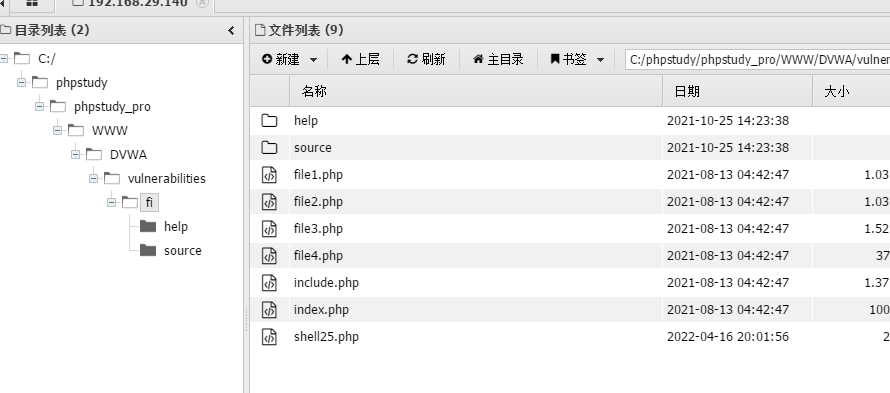 192.168.29.140
目录列表 (2)
C:/
phpstudy
phpstudy_pro
WWW
DVWA
vulnerabilities
fi
help
source
文件列表 (9)
新建 上层 刷新 主目录 书签 C:/phpstudy/phpstudy_pro/WWW/DVWA/vulner
名称 日期 大小
help 2021-10-25 14:23:38
source 2021-10-25 14:23:38
file1.php 2021-08-13 04:42:47 1.03
file2.php 2021-08-13 04:42:47 1.03
file3.php 2021-08-13 04:42:47 1.52
file4.php 2021-08-13 04:42:47 37
include.php 2021-08-13 04:42:47 1.37
index.php 2021-08-13 04:42:47 100
shell25.php 2022-04-16 20:01:56 2